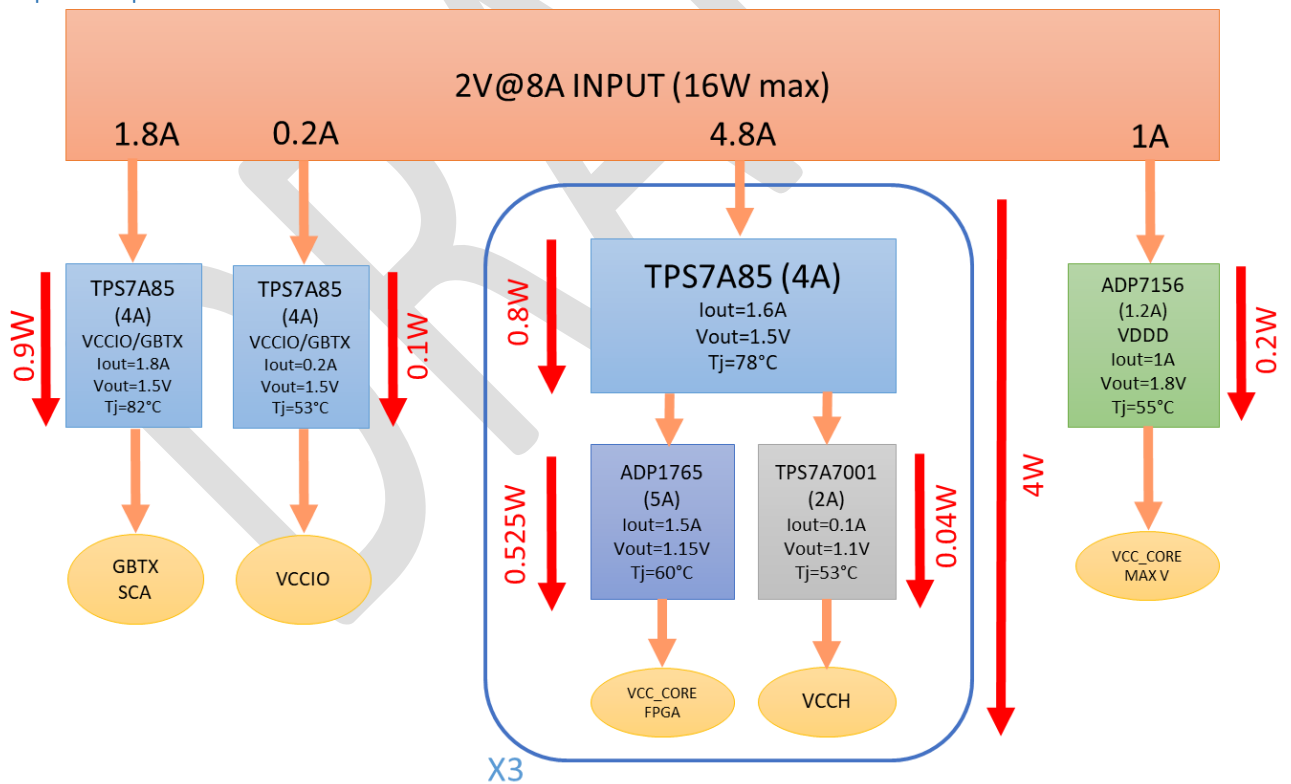 2V@8A INPUT (16W max)
1.8A
0.2A
4.8A
1A
0.9W
TPS7A85
(4A)
VCCIO/GBTX
Iout=1.8A
Vout=1.5V
Tj=82°C
TPS7A85
(4A)
VCCIO/GBTX
Iout=0.2A
Vout=1.5V
Tj=53°C
0.1W
0.8W
TPS7A85 (4A)
Iout=1.6A
Vout=1.5V
Tj=78°C
4W
ADP7156
(1.2A)
VDDD
Iout=1A
Vout=1.8V
Tj=55°C
0.2W
0.525W
ADP1765
(5A)
Iout=1.5A
Vout=1.15V
Tj=60°C
TPS7A7001
(2A)
Iout=0.1A
Vout=1.1V
Tj=53°C
0.04W
GBTX
SCA
VCCIO
VCC_CORE
FPGA
VCCH
VCC_CORE
MAX V
X3